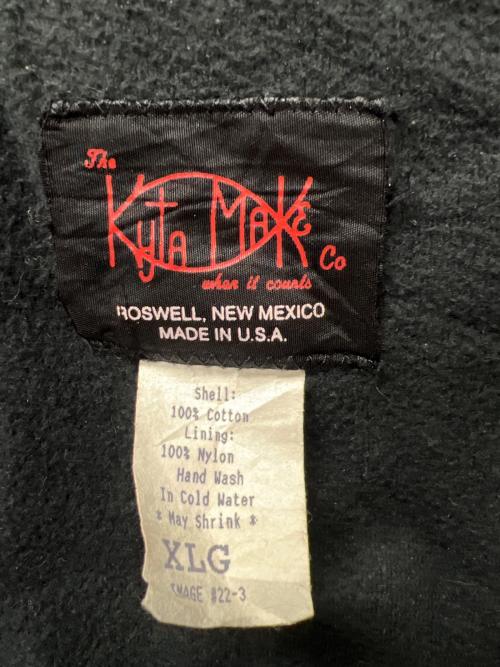 The
Kyta Make
Co
when it counts
ROSWELL, NEW MEXICO
MADE IN U.S.A.
Shell:
100% Cotton
Lining:
100% Nylon
Hand Wash
In Cold Water
* May Shrink *
XLG
IMAGE #22-3